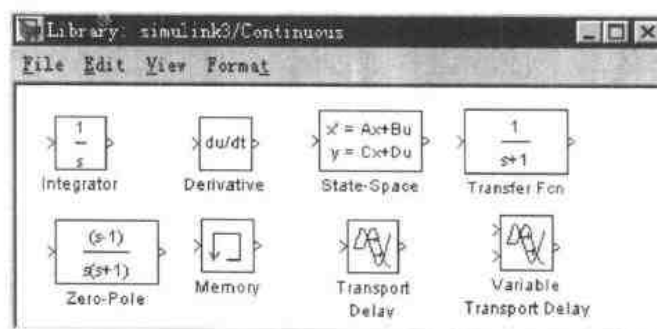 Library: simulink3/Continuous
File Edit View Format
1
s
Integrator
du/dt
Derivative
x' = Ax+Bu
y = Cx+Du
State-Space
1
s+1
Transfer Fcn
(s-1)
s(s+1)
Zero-Pole
Memory
Transport
Delay
Variable
Transport Delay